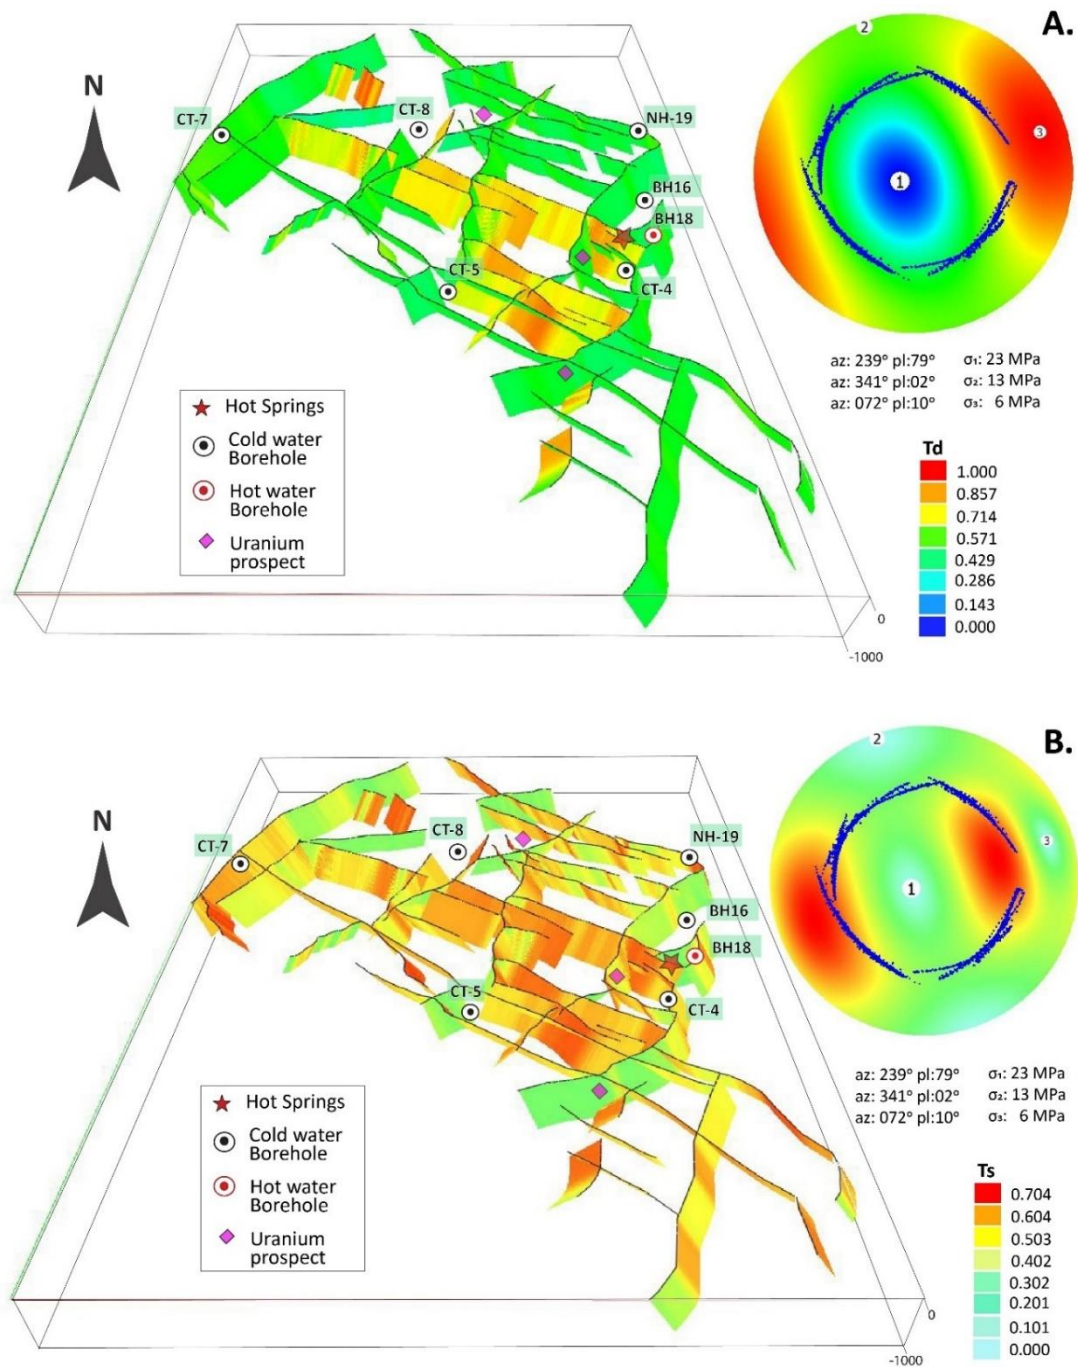 A.
2
N
CT-7
CT-8
NH-19
3
1
BH16
BH18
CT-5
CT-4
az: 239° pl:79° σ₁: 23 MPa
az: 341° pl:02° σ₂: 13 MPa
az: 072° pl:10° σ₃: 6 MPa
Hot Springs
Cold water
Borehole
Hot water
Borehole
Uranium
prospect
Td
1.000
0.857
0.714
0.571
0.429
0.286
0.143
0.000
0
-1000
B.
2
N
CT-7
CT-8
NH-19
3
1
BH16
BH18
CT-5
CT-4
az: 239° pl:79° σ₁: 23 MPa
az: 341° pl:02° σ₂: 13 MPa
az: 072° pl:10° σ₃: 6 MPa
Hot Springs
Cold water
Borehole
Hot water
Borehole
Uranium
prospect
Ts
0.704
0.604
0.503
0.402
0.302
0.201
0.101
0.000
0
-1000